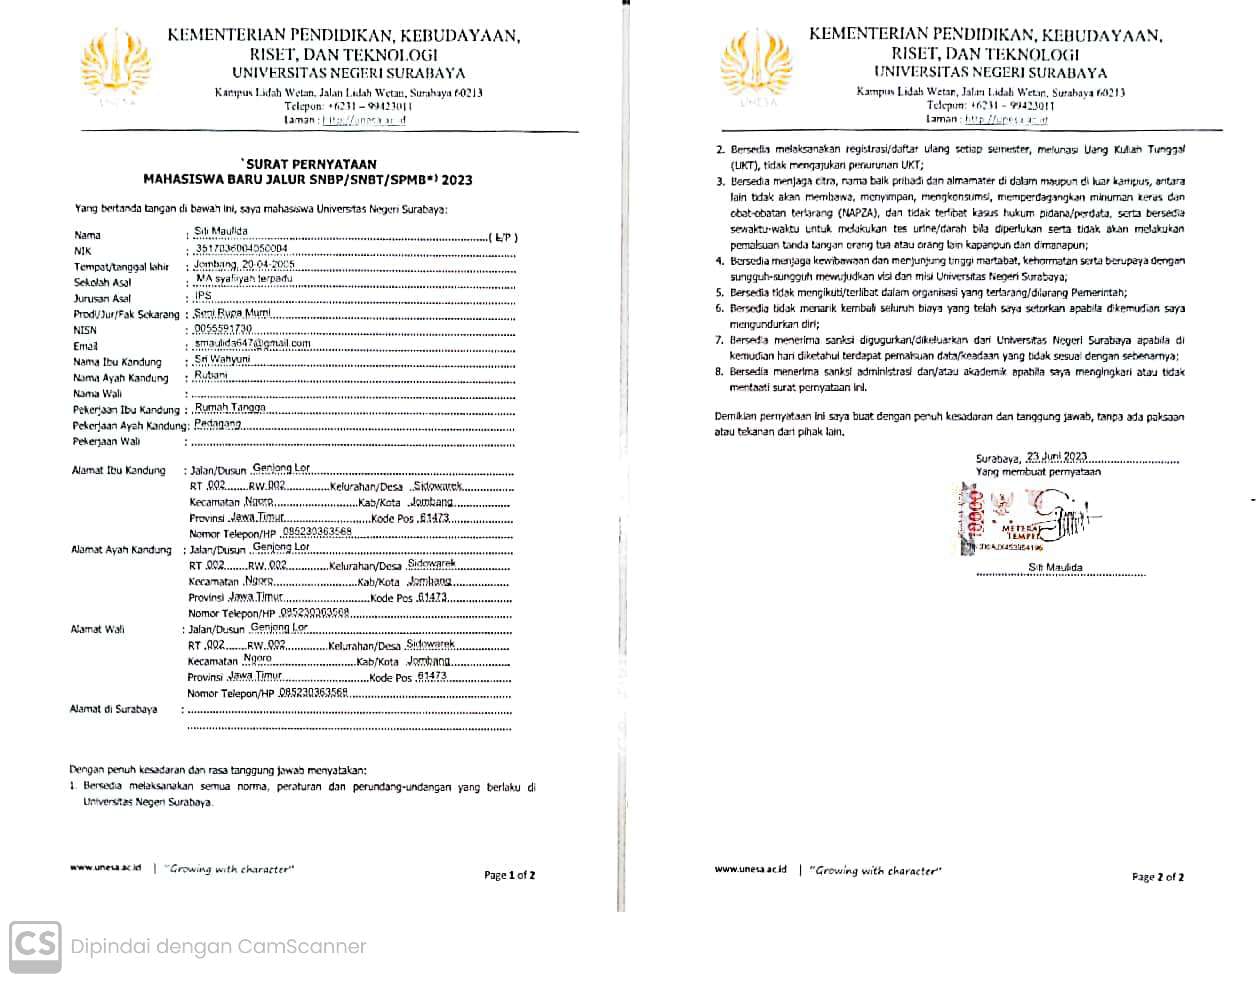 KEMENTERIAN PENDIDIKAN, KEBUDAYAAN,
RISET, DAN TEKNOLOGI
UNIVERSITAS NEGERI SURABAYA
Kampus Lidah Wetan, Jalan Lidah Wetan, Surabaya 60213
Telepon: +6231 – 99423011
Laman : http://unesa.ac.id
UNESA
SURAT PERNYATAAN
MAHASISWA BARU JALUR SNBP/SNBT/SPMB*) 2023
Yang bertanda tangan di bawah ini, saya mahasiswa Universitas Negeri Surabaya:
Nama : Siti Maulida (L/P)
NIK : 3517036004050004
Tempat/tanggal lahir : Jombang, 20-04-2005
Sekolah Asal : MA syafiiyah terpadu
Jurusan Asal : IPS
Prodi/Jur/Fak Sekarang : Seni Rupa Murni
NISN : 0055591730
Email : smaulida647@gmail.com
Nama Ibu Kandung : Sri Wahyuni
Nama Ayah Kandung :
Nama Wali :
Pekerjaan Ibu Kandung : Rumah Tangga
Pekerjaan Ayah Kandung: Pedagang
Pekerjaan Wali :
Alamat Ibu Kandung : Jalan/Dusun Genjong Lor
RT 002 RW 002 Kelurahan/Desa Sidowarek
Kecamatan Ngoro Kab/Kota Jombang
Provinsi Jawa Timur Kode Pos 61473
Nomor Telepon/HP 085230363568
Alamat Ayah Kandung : Jalan/Dusun Genjong Lor
RT 002 RW 002 Kelurahan/Desa Sidowarek
Kecamatan Ngoro Kab/Kota Jombang
Provinsi Jawa Timur Kode Pos 61473
Nomor Telepon/HP 085230363568
Alamat Wali : Jalan/Dusun Genjong Lor
RT 002 RW 002 Kelurahan/Desa Sidowarek
Kecamatan Ngoro Kab/Kota Jombang
Provinsi Jawa Timur Kode Pos 61473
Nomor Telepon/HP 085230363568
Alamat di Surabaya :
Dengan penuh kesadaran dan rasa tanggung jawab menyatakan:
1. Bersedia melaksanakan semua norma, peraturan dan perundang-undangan yang berlaku di
Universitas Negeri Surabaya.
www.unesa.ac.id | "Growing with character"
Page 1 of 2
KEMENTERIAN PENDIDIKAN, KEBUDAYAAN,
RISET, DAN TEKNOLOGI
UNIVERSITAS NEGERI SURABAYA
Kampus Lidah Wetan, Jalan Lidah Wetan, Surabaya 60213
Telepon: +6231 – 99423011
Laman : http://unesa.ac.id
UNESA
2. Bersedia melaksanakan registrasi/daftar ulang setiap semester, melunasi Uang Kuliah Tunggal
(UKT), tidak mengajukan penurunan UKT;
3. Bersedia menjaga citra, nama baik pribadi dan almamater di dalam maupun di luar kampus, antara
lain tidak akan membawa, menyimpan, mengkonsumsi, memperdagangkan minuman keras dan
obat-obatan terlarang (NAPZA), dan tidak terlibat kasus hukum pidana/perdata, serta bersedia
sewaktu-waktu untuk melakukan tes urine/darah bila diperlukan serta tidak akan melakukan
pemalsuan tanda tangan orang tua atau orang lain kapanpun dan dimanapun;
4. Bersedia menjaga kewibawaan dan menjunjung tinggi martabat, kehormatan serta berupaya dengan
sungguh-sungguh mewujudkan visi dan misi Universitas Negeri Surabaya;
5. Bersedia tidak mengikuti/terlibat dalam organisasi yang terlarang/dilarang Pemerintah;
6. Bersedia tidak menarik kembali seluruh biaya yang telah saya setorkan apabila dikemudian saya
mengundurkan diri;
7. Bersedia menerima sanksi digugurkan/dikeluarkan dari Universitas Negeri Surabaya apabila di
kemudian hari diketahui terdapat pemalsuan data/keadaan yang tidak sesuai dengan sebenarnya;
8. Bersedia menerima sanksi administrasi dan/atau akademik apabila saya mengingkari atau tidak
mentaati surat pernyataan ini.
Demikian pernyataan ini saya buat dengan penuh kesadaran dan tanggung jawab, tanpa ada paksaan
atau tekanan dari pihak lain.
Surabaya, 23 Juni 2023
Yang membuat pernyataan
10000
METERAI
TEMPEL
Siti Maulida
www.unesa.ac.id | "Growing with character"
Page 2 of 2
CS Dipindai dengan CamScanner